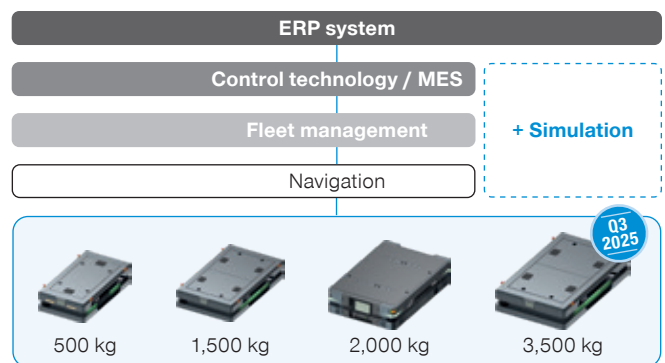 ERP system
Control technology / MES
Fleet management
+ Simulation
Navigation
Q3
2025
500 kg
1,500 kg
2,000 kg
3,500 kg